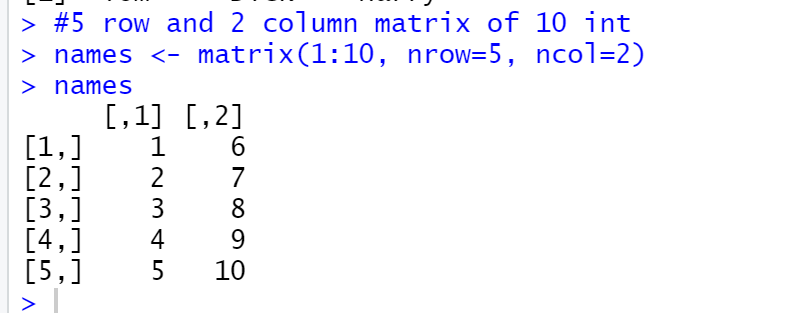 > #5 row and 2 column matrix of 10 int
> names <- matrix(1:10, nrow=5, ncol=2)
> names
     [,1] [,2]
[1,]    1    6
[2,]    2    7
[3,]    3    8
[4,]    4    9
[5,]    5   10
>